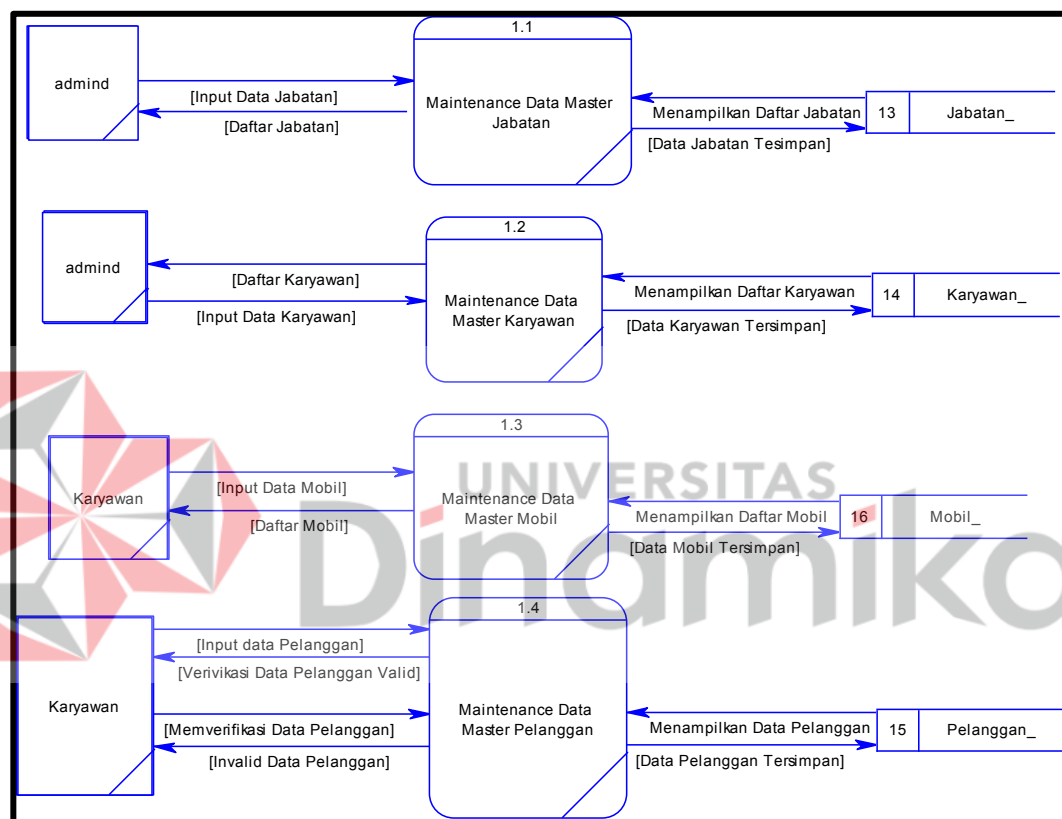 1.1
admind
[Input Data Jabatan]
[Daftar Jabatan]
Maintenance Data Master
Jabatan
Menampilkan Daftar Jabatan
[Data Jabatan Tesimpan]
13
Jabatan_
1.2
admind
[Daftar Karyawan]
[Input Data Karyawan]
Maintenance Data
Master Karyawan
Menampilkan Daftar Karyawan
[Data Karyawan Tersimpan]
14
Karyawan_
1.3
Karyawan
[Input Data Mobil]
[Daftar Mobil]
Maintenance Data
Master Mobil
Menampilkan Daftar Mobil
[Data Mobil Tersimpan]
16
Mobil_
UNIVERSITAS
Dinamika
1.4
Karyawan
[Input data Pelanggan]
[Verivikasi Data Pelanggan Valid]
[Memverifikasi Data Pelanggan]
[Invalid Data Pelanggan]
Maintenance Data
Master Pelanggan
Menampilkan Data Pelanggan
[Data Pelanggan Tersimpan]
15
Pelanggan_